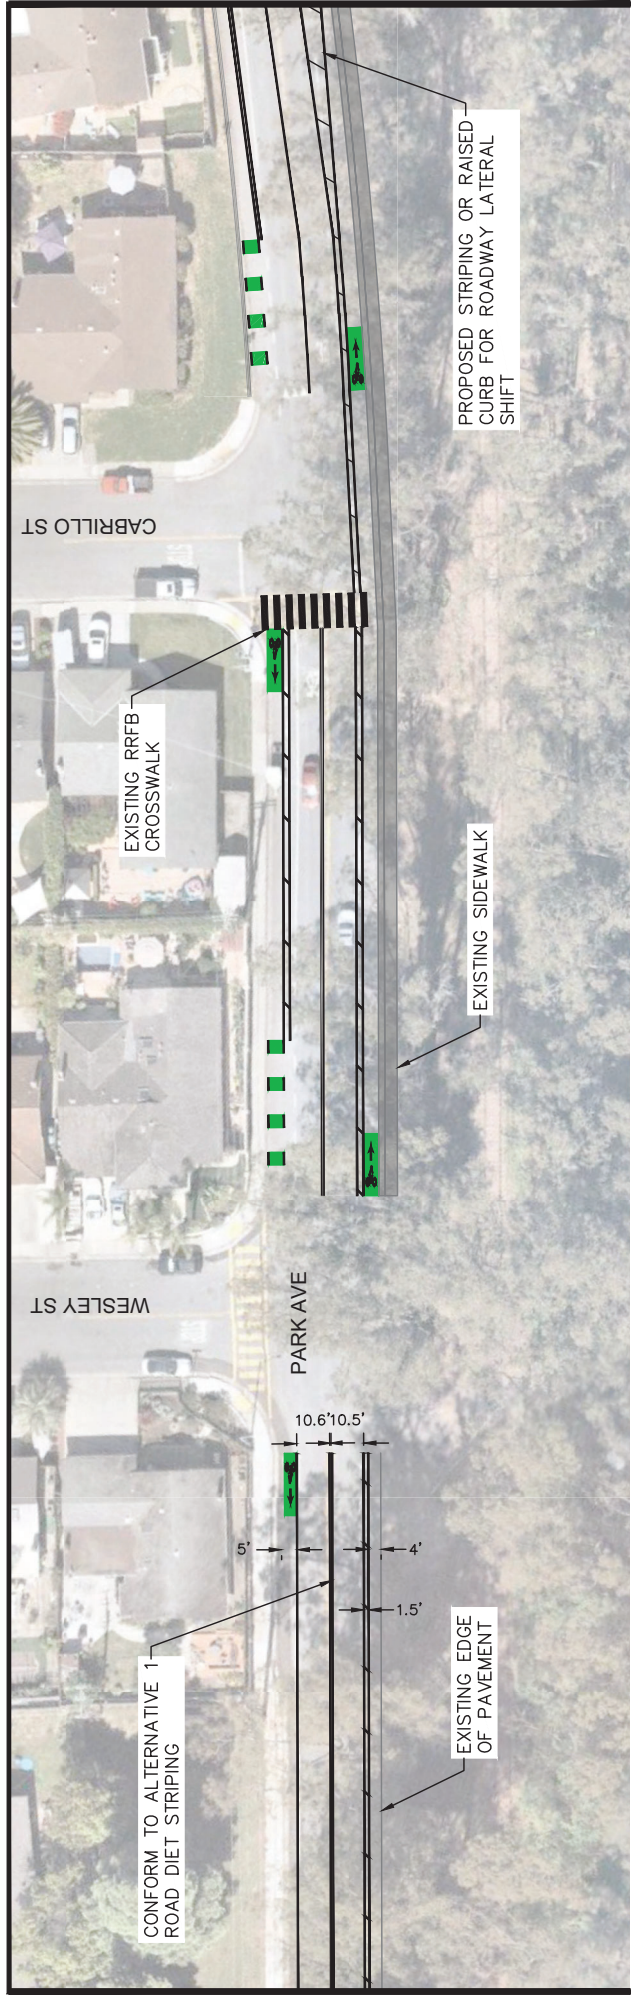 CONFORM TO ALTERNATIVE 1
ROAD DIET STRIPING
WESLEY ST
EXISTING RRFB
CROSSWALK
CABRILLO ST
PARK AVE
10.6'
10.5'
5'
4'
1.5'
EXISTING EDGE
OF PAVEMENT
EXISTING SIDEWALK
PROPOSED STRIPING OR RAISED
CURB FOR ROADWAY LATERAL
SHIFT